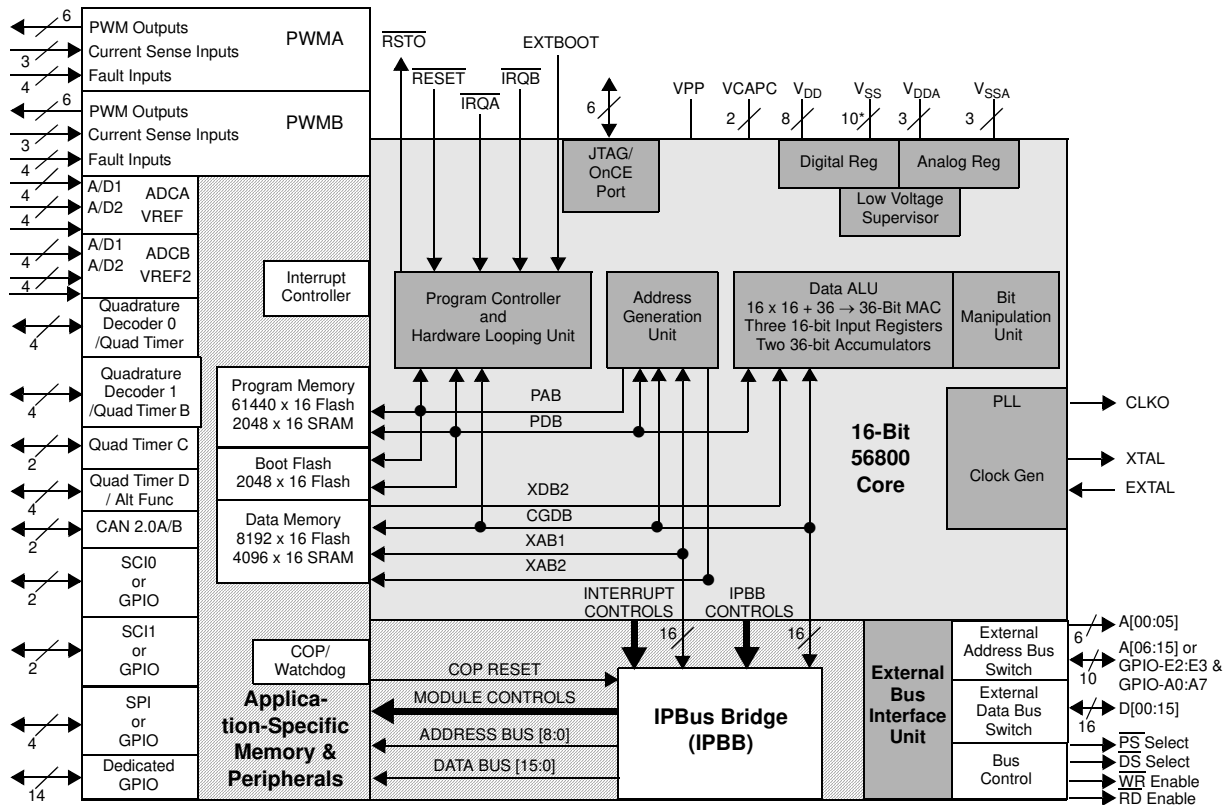 6
PWM Outputs
PWMA
Current Sense Inputs
3
Fault Inputs
4
6
PWM Outputs
PWMB
Current Sense Inputs
3
Fault Inputs
4
A/D1
ADCA
4
A/D2
VREF
4
4
A/D1
ADCB
4
A/D2
VREF2
4
Quadrature
Decoder 0
/Quad Timer
4
Quadrature
Decoder 1
/Quad Timer B
4
Quad Timer C
2
Quad Timer D
/ Alt Func
4
CAN 2.0A/B
2
SCI0
or
GPIO
2
SCI1
or
GPIO
2
SPI
or
GPIO
4
Dedicated
GPIO
14
Interrupt
Controller
Program Memory
61440 x 16 Flash
2048 x 16 SRAM
Boot Flash
2048 x 16 Flash
Data Memory
8192 x 16 Flash
4096 x 16 SRAM
COP/
Watchdog
Applica-
tion-Specific
Memory &
Peripherals
RSTO
RESET
IRQA
IRQB
EXTBOOT
6
JTAG/
OnCE
Port
VPP
VCAPC
2
VDD
8
VSS
10*
VDDA
3
VSSA
3
Digital Reg
Analog Reg
Low Voltage
Supervisor
Program Controller
and
Hardware Looping Unit
Address
Generation
Unit
Data ALU
16 x 16 + 36 → 36-Bit MAC
Three 16-bit Input Registers
Two 36-bit Accumulators
Bit
Manipulation
Unit
PAB
PDB
XDB2
CGDB
XAB1
XAB2
16-Bit
56800
Core
PLL
Clock Gen
CLKO
XTAL
EXTAL
INTERRUPT
CONTROLS
16
IPBB
CONTROLS
16
COP RESET
MODULE CONTROLS
ADDRESS BUS [8:0]
DATA BUS [15:0]
IPBus Bridge
(IPBB)
External
Bus
Interface
Unit
External
Address Bus
Switch
External
Data Bus
Switch
Bus
Control
6
A[00:05]
10
A[06:15] or
GPIO-E2:E3 &
GPIO-A0:A7
16
D[00:15]
PS Select
DS Select
WR Enable
RD Enable